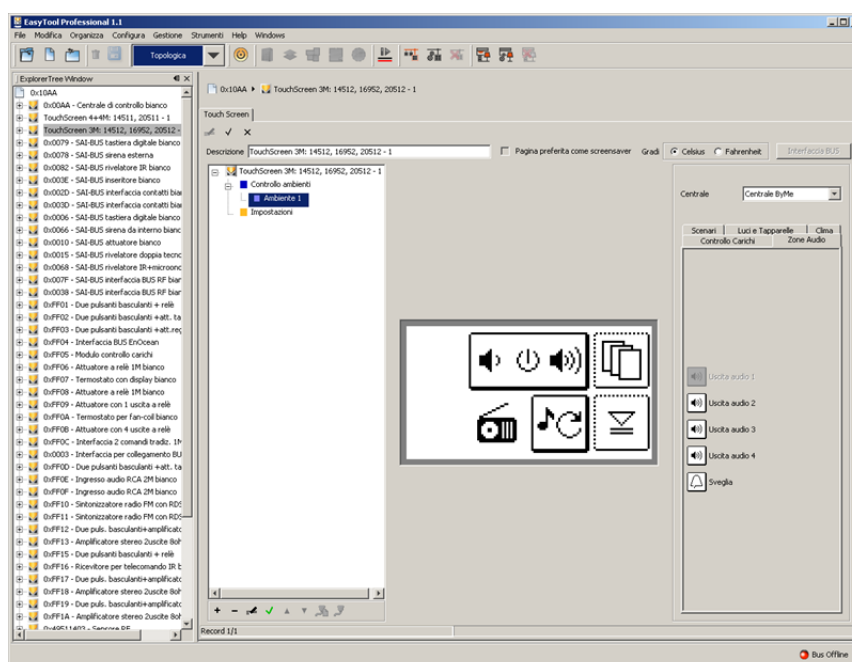 EasyTool Professional 1.1
File Modifica Organizza Configura Gestione Strumenti Help Windows
Topologica
ExplorerTree Window
0x10AA
0x00AA - Centrale di controllo bianco
TouchScreen 4+4M: 14511, 20511 - 1
TouchScreen 3M: 14512, 16952, 20512 -
0x0079 - SAI-BUS tastiera digitale bianco
0x0078 - SAI-BUS sirena esterna
0x0082 - SAI-BUS rivelatore IR bianco
0x003E - SAI-BUS inseritore bianco
0x002D - SAI-BUS interfaccia contatti biar
0x003D - SAI-BUS interfaccia contatti biar
0x0006 - SAI-BUS tastiera digitale bianco
0x0066 - SAI-BUS sirena da interno bianc
0x0010 - SAI-BUS attuatore bianco
0x0015 - SAI-BUS rivelatore doppia tecnc
0x0068 - SAI-BUS rivelatore IR+microonc
0x007F - SAI-BUS interfaccia BUS RF biar
0x0038 - SAI-BUS interfaccia BUS RF biar
0xFF01 - Due pulsanti basculanti + relè
0xFF02 - Due pulsanti basculanti +att. ta
0xFF03 - Due pulsanti basculanti +att.reg
0xFF04 - Interfaccia BUS EnOcean
0xFF05 - Modulo controllo carichi
0xFF06 - Attuatore a relè 1M bianco
0xFF07 - Termostato con display bianco
0xFF08 - Attuatore a relè 1M bianco
0xFF09 - Attuatore con 1 uscita a relè
0xFF0A - Termostato per fan-coil bianco
0xFF0B - Attuatore con 4 uscite a relè
0xFF0C - Interfaccia 2 comandi tradiz. 1M
0x0003 - Interfaccia per collegamento BU
0xFF0D - Due pulsanti basculanti +att. ta
0xFF0E - Ingresso audio RCA 2M bianco
0xFF0F - Ingresso audio RCA 2M bianco
0xFF10 - Sintonizzatore radio FM con RDS
0xFF11 - Sintonizzatore radio FM con RDS
0xFF12 - Due puls. basculanti+amplificatc
0xFF13 - Amplificatore stereo 2uscite 8oh
0xFF15 - Due pulsanti basculanti + relè
0xFF16 - Ricevitore per telecomando IR b
0xFF17 - Due puls. basculanti+amplificatc
0xFF18 - Amplificatore stereo 2uscite 8oh
0xFF19 - Due puls. basculanti+amplificatc
0xFF1A - Amplificatore stereo 2uscite 8oh
0x49511403 - Sensore RF
0x10AA TouchScreen 3M: 14512, 16952, 20512 - 1
Touch Screen
Descrizione TouchScreen 3M: 14512, 16952, 20512 - 1 Pagina preferita come screensaver Gradi Celsius Fahrenheit Interfaccia BUS
TouchScreen 3M: 14512, 16952, 20512 - 1
Controllo ambienti
Ambiente 1
Impostazioni
Centrale Centrale ByMe
Scenari Luci e Tapparelle Clima
Controllo Carichi Zone Audio
Uscita audio 1
Uscita audio 2
Uscita audio 3
Uscita audio 4
Sveglia
Record 1/1
Bus Offline